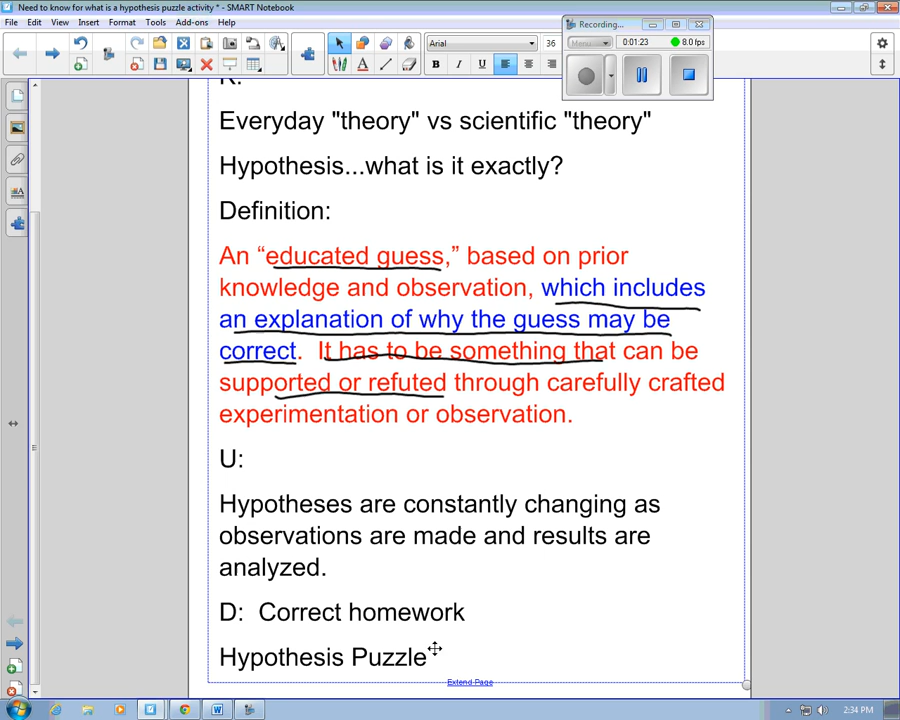 Need to know for what is a hypothesis puzzle activity * - SMART Notebook
Recording...
File Edit View Insert Format Tools Add-ons Help
Menu 0:01:23 8.0 fps
Arial 36
B I U
K:
Everyday "theory" vs scientific "theory"
Hypothesis...what is it exactly?
Definition:
An “educated guess,” based on prior
knowledge and observation, which includes
an explanation of why the guess may be
correct. It has to be something that can be
supported or refuted through carefully crafted
experimentation or observation.
U:
Hypotheses are constantly changing as
observations are made and results are
analyzed.
D: Correct homework
Hypothesis Puzzle
Extend Page
2:34 PM